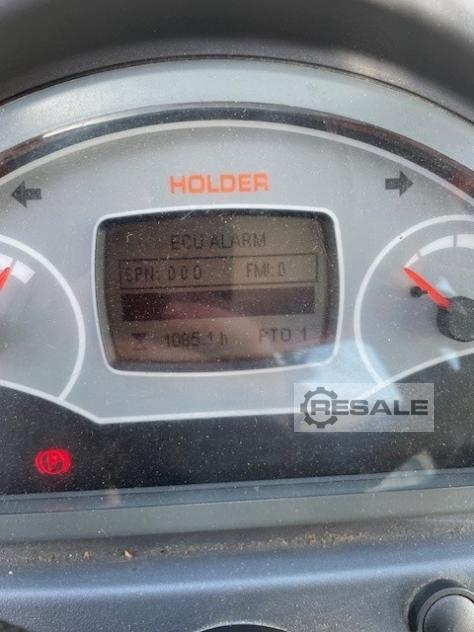 HOLDER
ECU ALARM
SPN: 0 0 0 FMI: 0
1085.1 h PTO 1
RESALE
P